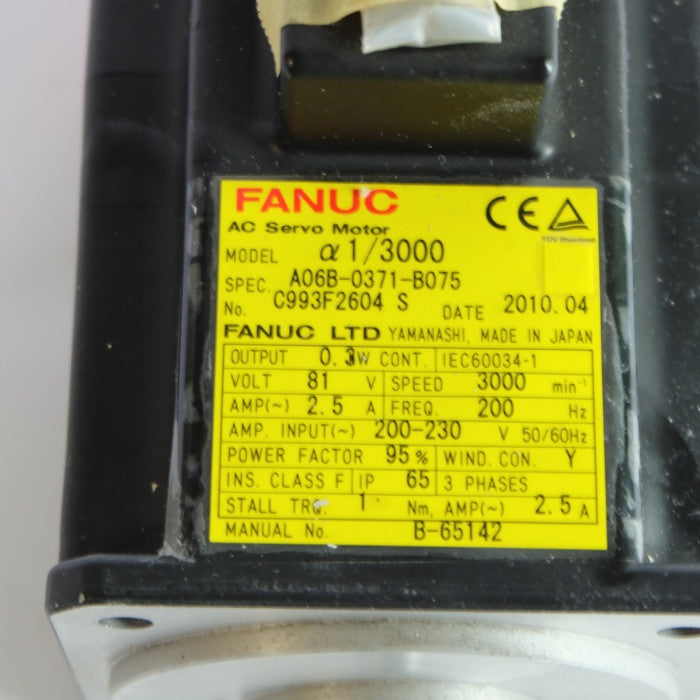 FANUC
CE
TÜV Rheinland
AC Servo Motor
MODEL α1/3000
SPEC. A06B-0371-B075
No. C993F2604 S DATE 2010.04
FANUC LTD YAMANASHI, MADE IN JAPAN
OUTPUT 0.3 W CONT. IEC60034-1
VOLT 81 V SPEED 3000 min⁻¹
AMP(~) 2.5 A FREQ. 200 Hz
AMP. INPUT(~) 200-230 V 50/60Hz
POWER FACTOR 95% WIND. CON. Y
INS. CLASS F IP 65 3 PHASES
STALL TRQ. 1 Nm, AMP(~) 2.5 A
MANUAL No. B-65142